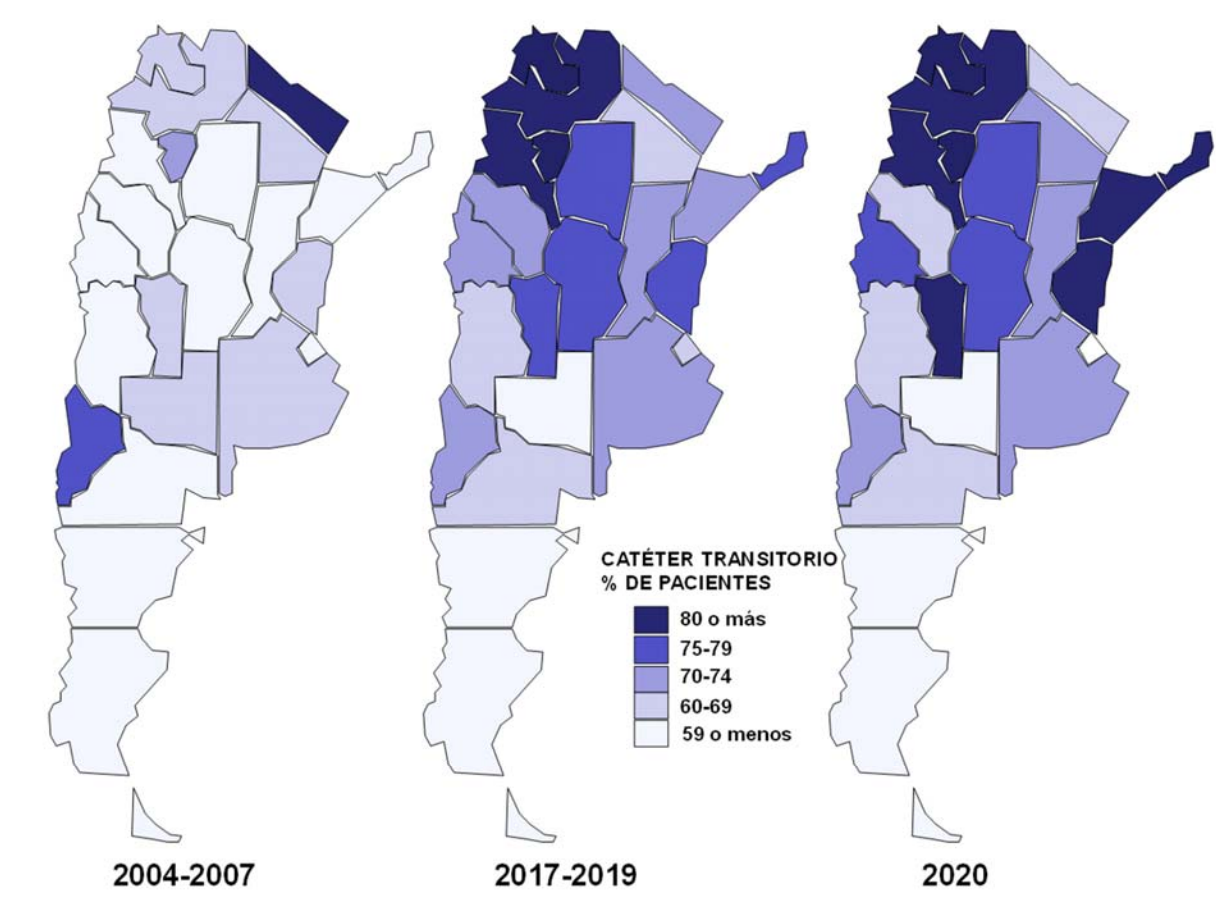 CATÉTER TRANSITORIO
% DE PACIENTES
80 o más
75-79
70-74
60-69
59 o menos
2004-2007
2017-2019
2020